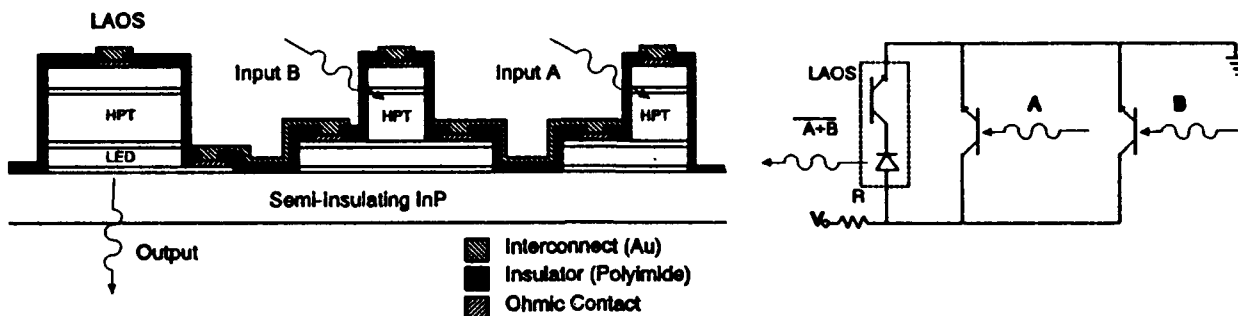 LAOS
Input B
Input A
HPT
HPT
HPT
LED
Semi-Insulating InP
Output
Interconnect (Au)
Insulator (Polyimide)
Ohmic Contact
LAOS
A
B
A+B
R
V